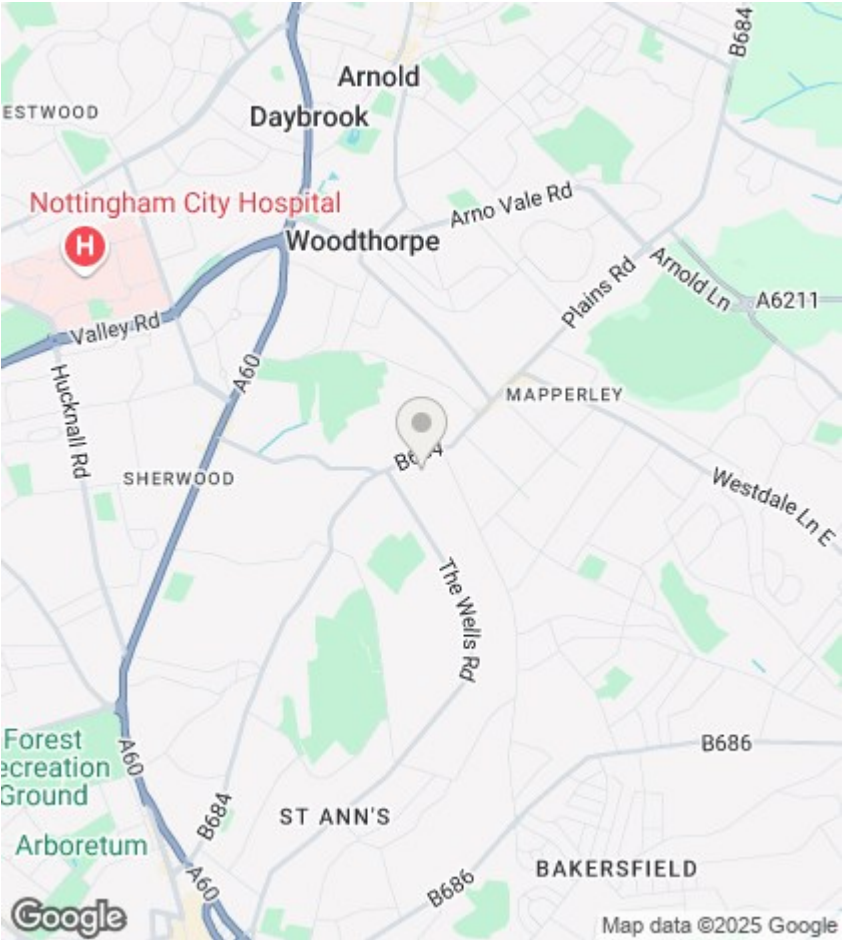 B684
Arnold
ESTWOOD
Daybrook
Nottingham City Hospital
H
Arno Vale Rd
Woodthorpe
Plains Rd
Arnold Ln
A6211
Valley Rd
A60
Hucknall Rd
MAPPERLEY
SHERWOOD
Westdale Ln E
The Wells Rd
Forest
ecreation
Ground
A60
B686
B684
ST ANN'S
Arboretum
A60
BAKERSFIELD
B686
Google
Map data ©2025 Google